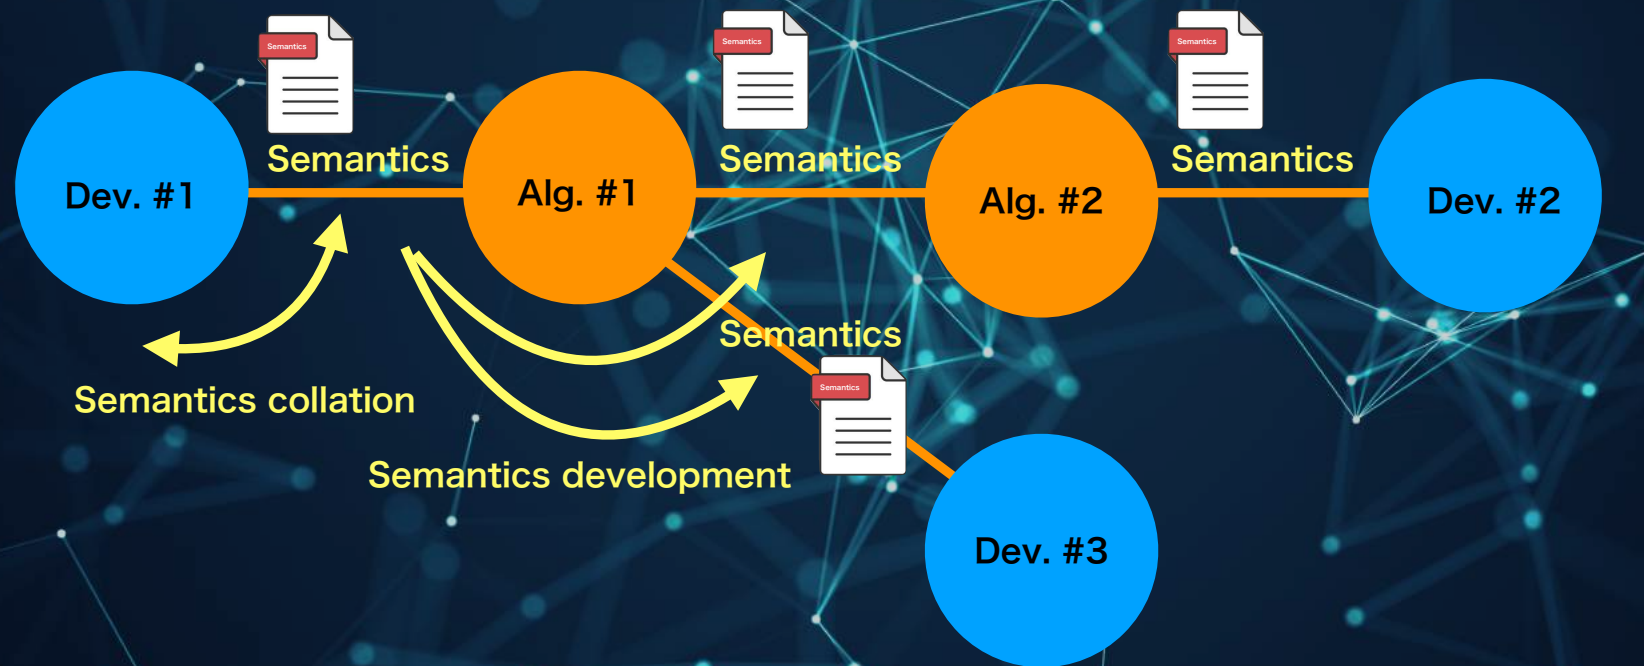 Semantics
Semantics
Semantics
Semantics
Semantics
Semantics
Dev. #1
Alg. #1
Alg. #2
Dev. #2
Semantics
Semantics
Semantics collation
Semantics development
Dev. #3